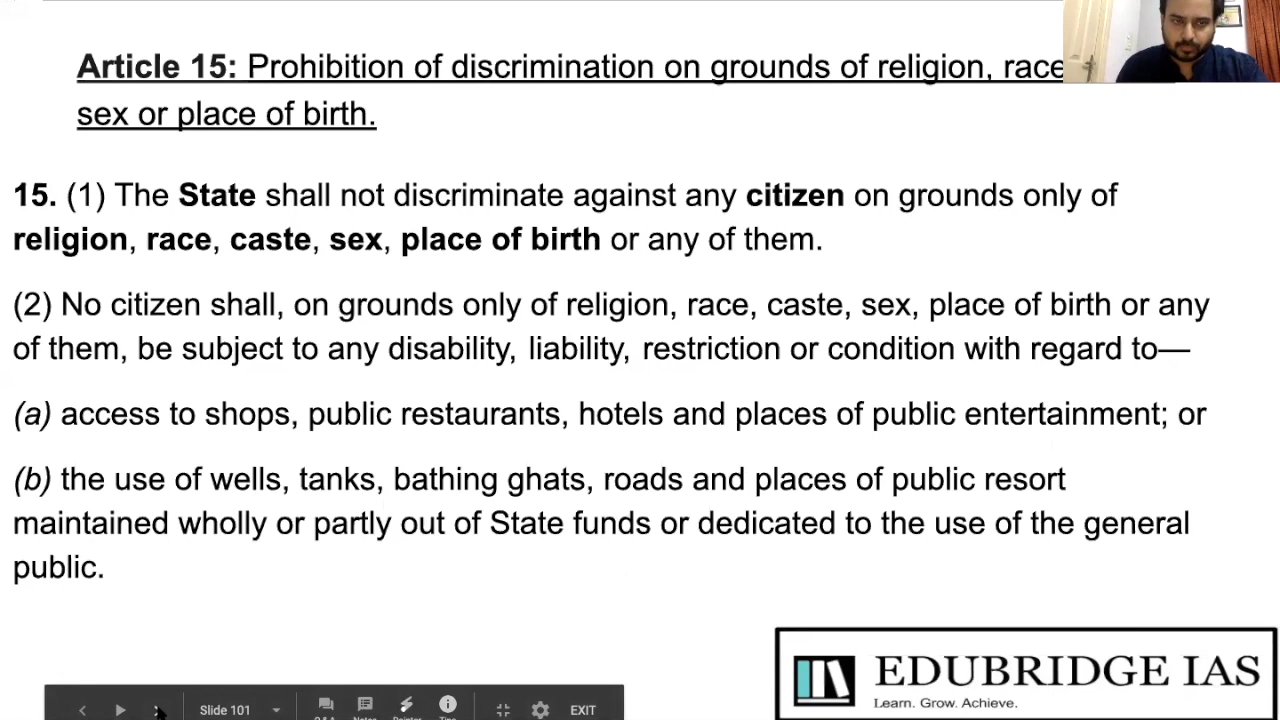 Article 15: Prohibition of discrimination on grounds of religion, race
sex or place of birth.
15. (1) The State shall not discriminate against any citizen on grounds only of
religion, race, caste, sex, place of birth or any of them.
(2) No citizen shall, on grounds only of religion, race, caste, sex, place of birth or any
of them, be subject to any disability, liability, restriction or condition with regard to—
(a) access to shops, public restaurants, hotels and places of public entertainment; or
(b) the use of wells, tanks, bathing ghats, roads and places of public resort
maintained wholly or partly out of State funds or dedicated to the use of the general
public.
EDUBRIDGE IAS
Learn. Grow. Achieve.
Slide 101
EXIT